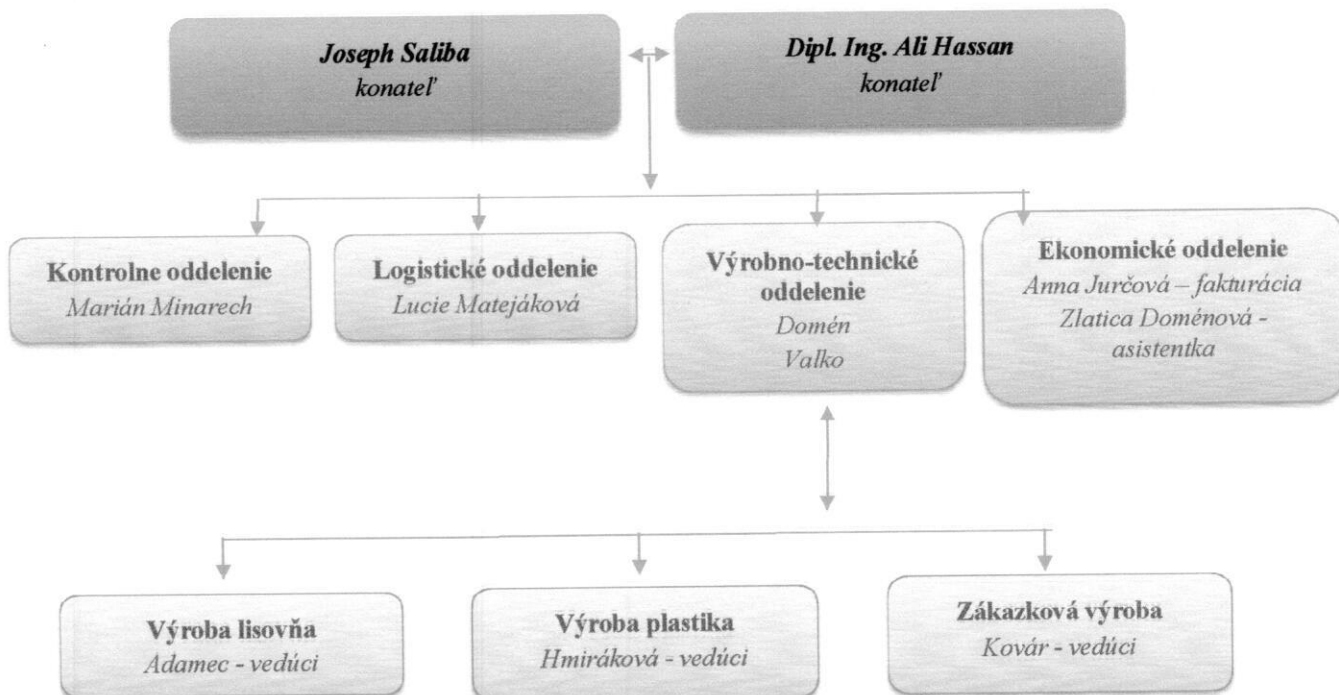 Joseph Saliba
konateľ
Dipl. Ing. Ali Hassan
konateľ
Kontrolne oddelenie
Marián Minarech
Logistické oddelenie
Lucie Matejáková
Výrobno-technické
oddelenie
Domén
Valko
Ekonomické oddelenie
Anna Jurčová – fakturácia
Zlatica Doménová -
asistentka
Výroba lisovňa
Adamec - vedúci
Výroba plastika
Hmiráková - vedúci
Zákazková výroba
Kovár - vedúci